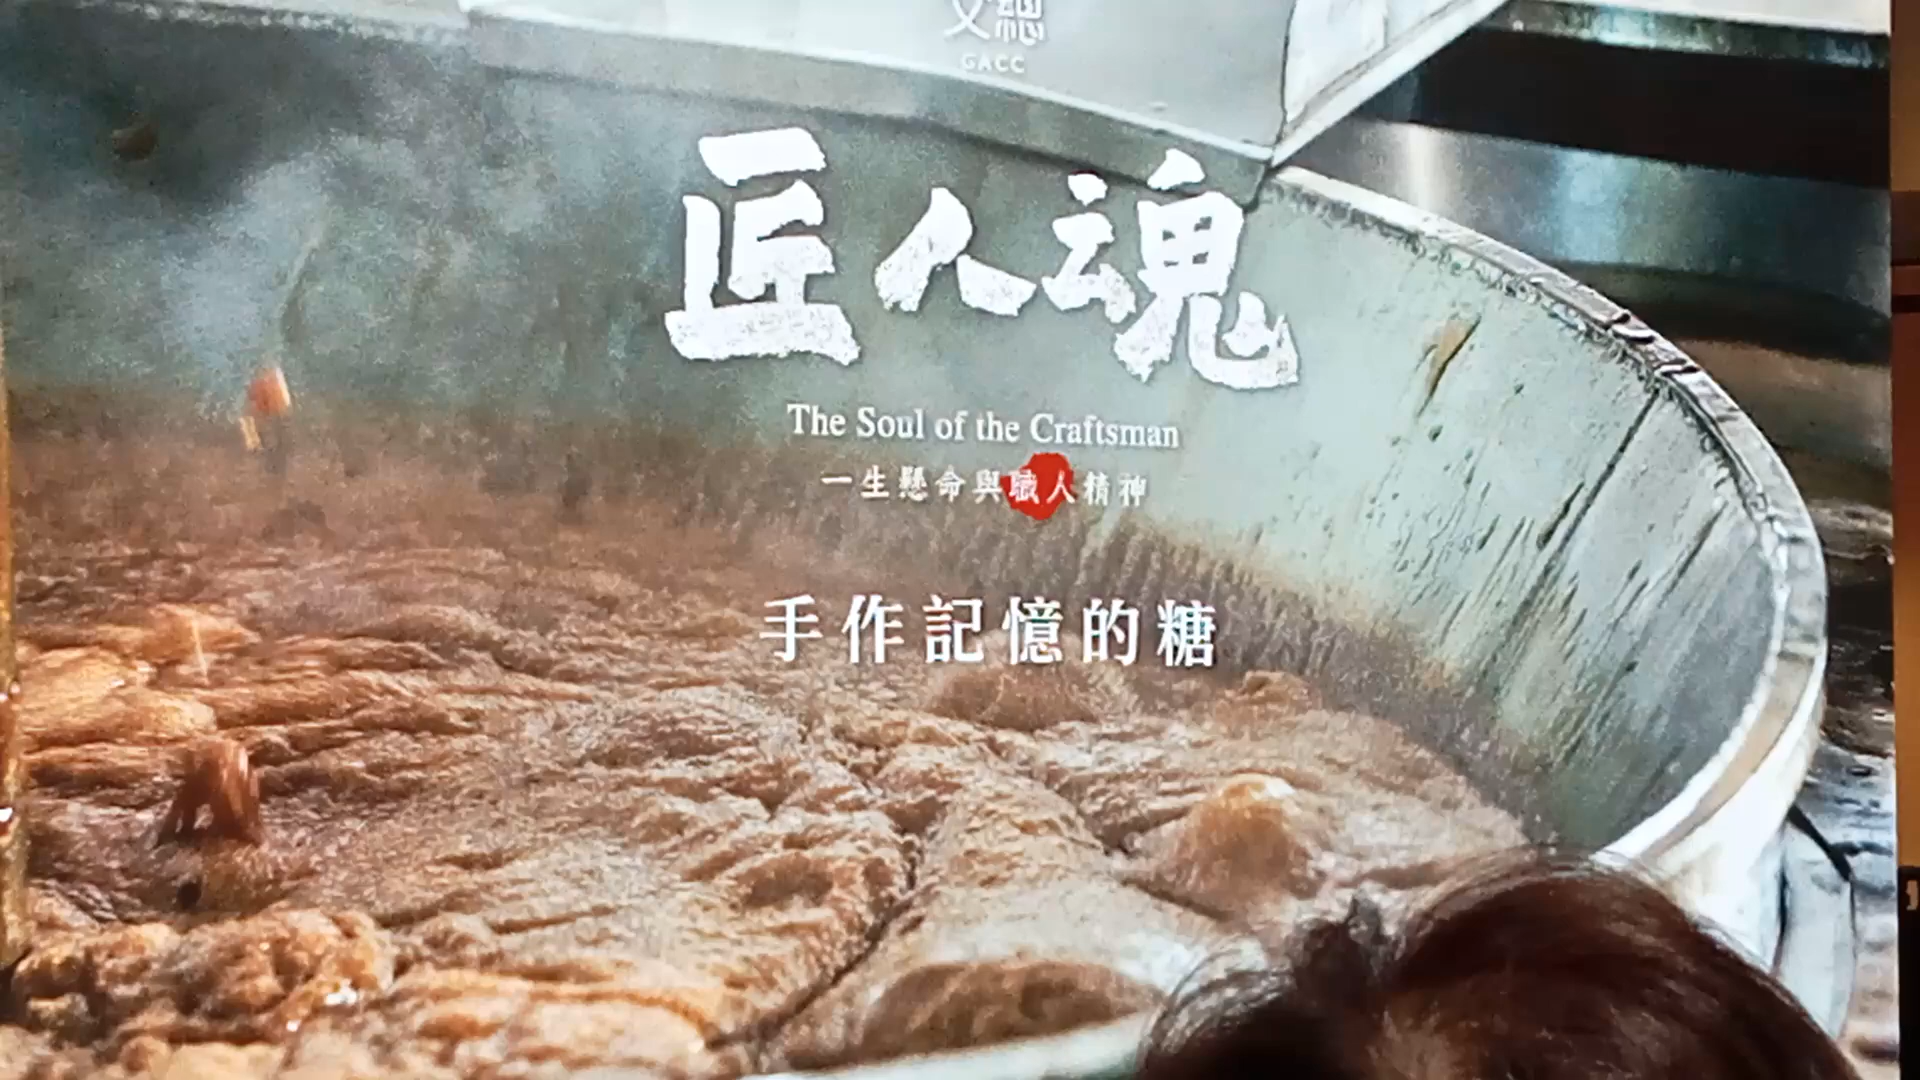 文總
GACC
匠人魂
The Soul of the Craftsman
一生懸命與職人精神
手作記憶的糖